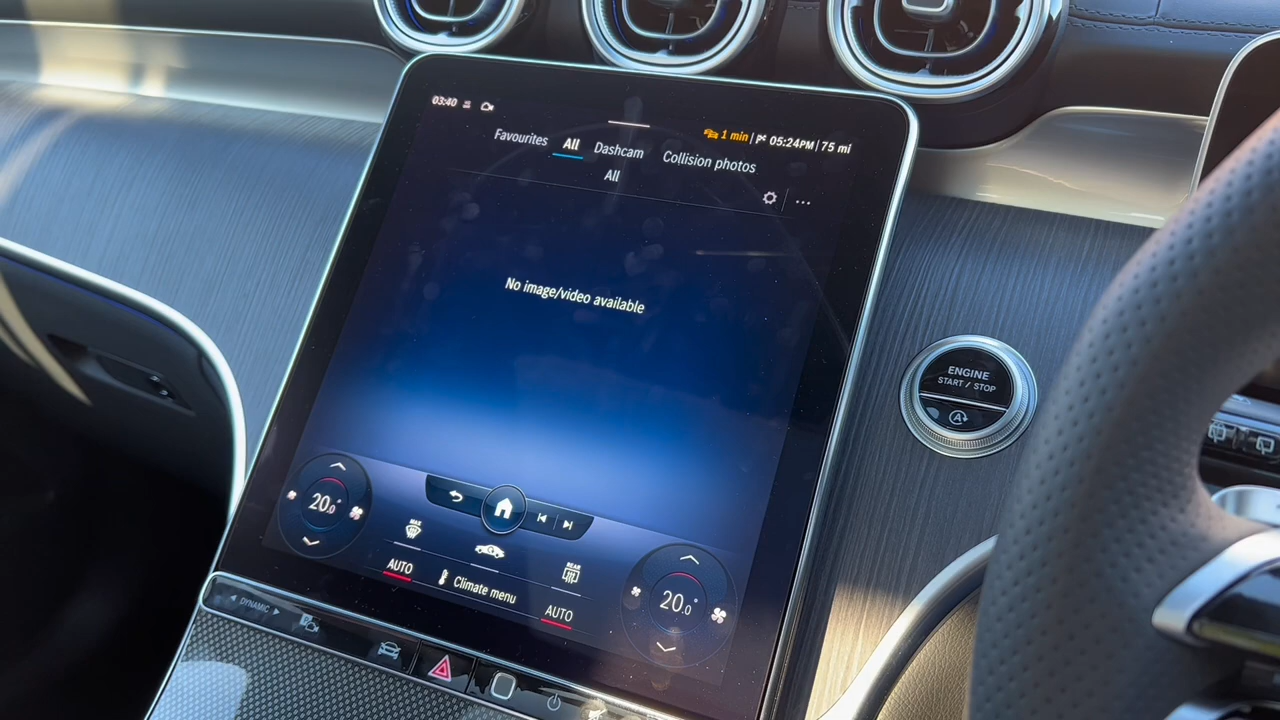 03:40
1 min | 05:24PM | 75 mi
Favourites All Dashcam Collision photos
All
...
No image/video available
ENGINE
START / STOP
A
20.0°
MAX
REAR
AUTO Climate menu AUTO
20.0°
DYNAMIC